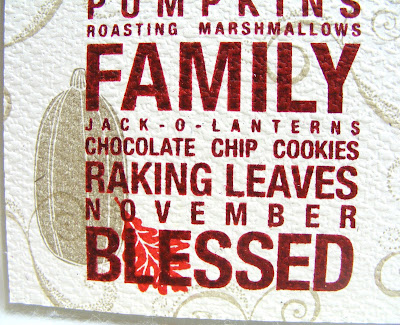 PUMPKINS
ROASTING MARSHMALLOWS
FAMILY
JACK-O-LANTERNS
CHOCOLATE CHIP COOKIES
RAKING LEAVES
NOVEMBER
BLESSED